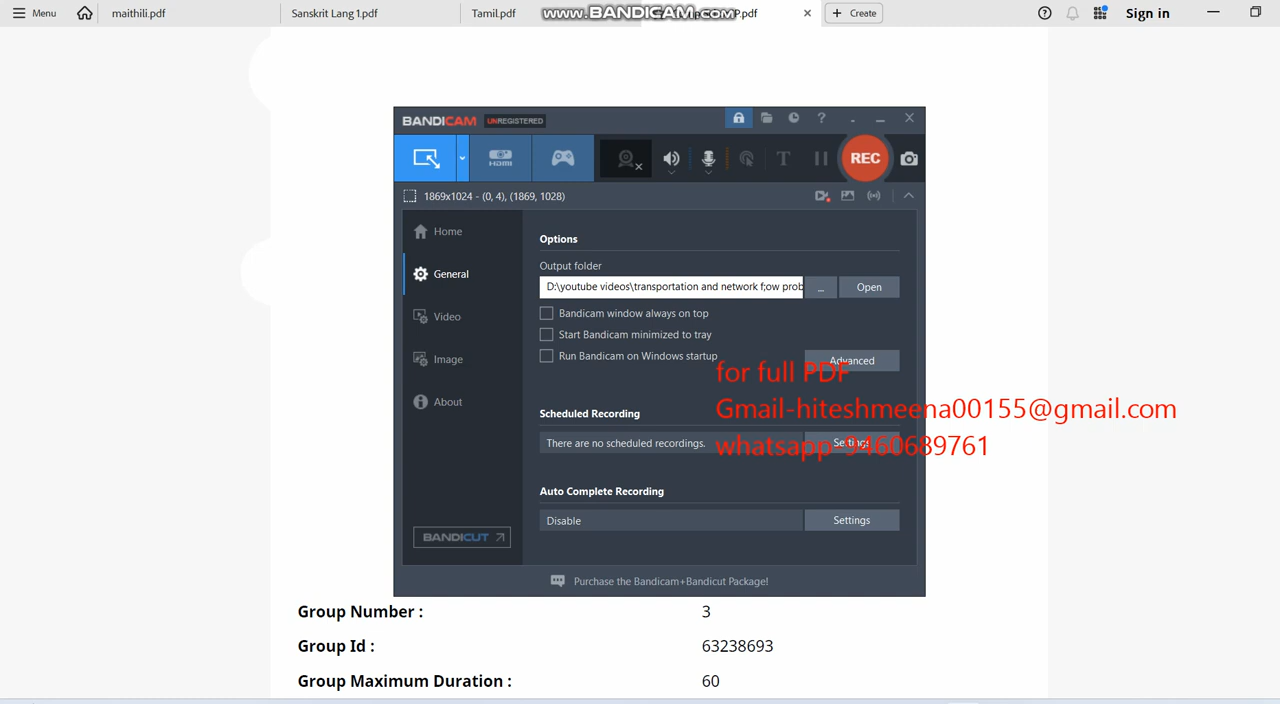 Menu
maithili.pdf
Sanskrit Lang 1.pdf
Tamil.pdf
www.BANDICAM.com
P.pdf
Create
Sign in
BANDICAM UNREGISTERED
HDMI
T
REC
1869x1024 - (0, 4), (1869, 1028)
Home
General
Video
Image
About
BANDICUT
Options
Output folder
D:\youtube videos\transportation and network f;ow prob
...
Open
Bandicam window always on top
Start Bandicam minimized to tray
Run Bandicam on Windows startup
Advanced
for full PDF
Gmail-hiteshmeena00155@gmail.com
whatsapp-9460689761
Scheduled Recording
There are no scheduled recordings.
Settings
Auto Complete Recording
Disable
Settings
Purchase the Bandicam+Bandicut Package!
Group Number : 3
Group Id : 63238693
Group Maximum Duration : 60